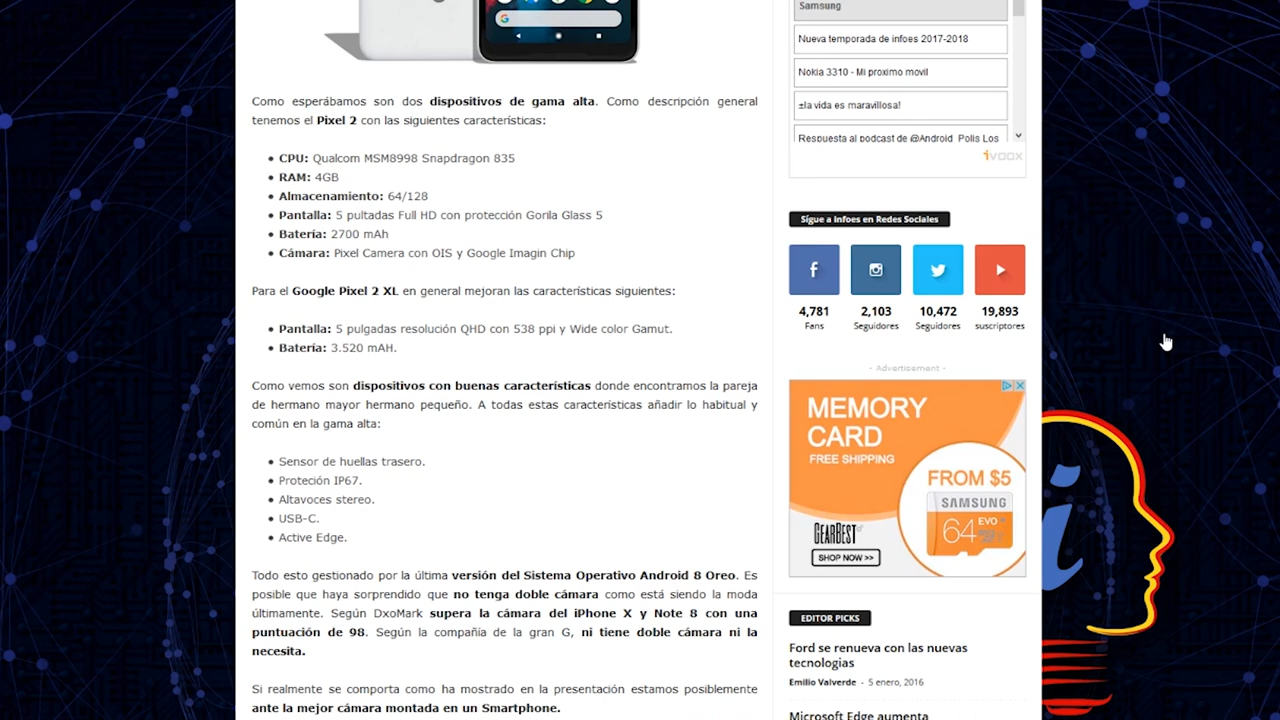 Como esperábamos son dos dispositivos de gama alta. Como descripción general
tenemos el Pixel 2 con las siguientes características:
• CPU: Qualcom MSM8998 Snapdragon 835
• RAM: 4GB
• Almacenamiento: 64/128
• Pantalla: 5 pultadas Full HD con protección Gorila Glass 5
• Batería: 2700 mAh
• Cámara: Pixel Camera con OIS y Google Imagin Chip
Para el Google Pixel 2 XL en general mejoran las características siguientes:
• Pantalla: 5 pulgadas resolución QHD con 538 ppi y Wide color Gamut.
• Batería: 3.520 mAH.
Como vemos son dispositivos con buenas características donde encontramos la pareja
de hermano mayor hermano pequeño. A todas estas características añadir lo habitual y
común en la gama alta:
• Sensor de huellas trasero.
• Proteción IP67.
• Altavoces stereo.
• USB-C.
• Active Edge.
Todo esto gestionado por la última versión del Sistema Operativo Android 8 Oreo. Es
posible que haya sorprendido que no tenga doble cámara como está siendo la moda
últimamente. Según DxoMark supera la cámara del iPhone X y Note 8 con una
puntuación de 98. Según la compañía de la gran G, ni tiene doble cámara ni la
necesita.
Si realmente se comporta como ha mostrado en la presentación estamos posiblemente
ante la mejor cámara montada en un Smartphone.
Samsung
Nueva temporada de infoes 2017-2018
Nokia 3310 - Mi proximo movil
±la vida es maravillosa!
Respuesta al podcast de @Android_Polis Los
ivoox
Sígue a Infoes en Redes Sociales
4,781 2,103 10,472 19,893
Fans Seguidores Seguidores suscriptores
- Advertisement -
MEMORY
CARD
FREE SHIPPING
FROM $5
SAMSUNG
64 EVO+
GEARBEST
SHOP NOW >>
EDITOR PICKS
Ford se renueva con las nuevas
tecnologias
Emilio Valverde - 5 enero, 2016
Microsoft Edge aumenta
i